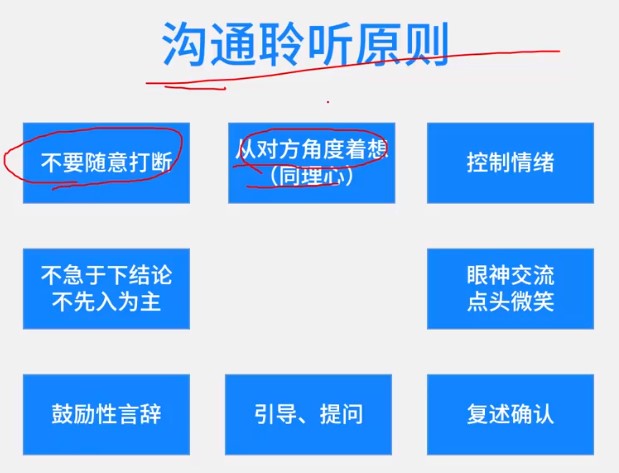 沟通聆听原则
不要随意打断
从对方角度着想
（同理心）
控制情绪
不急于下结论
不先入为主
眼神交流
点头微笑
鼓励性言辞
引导、提问
复述确认